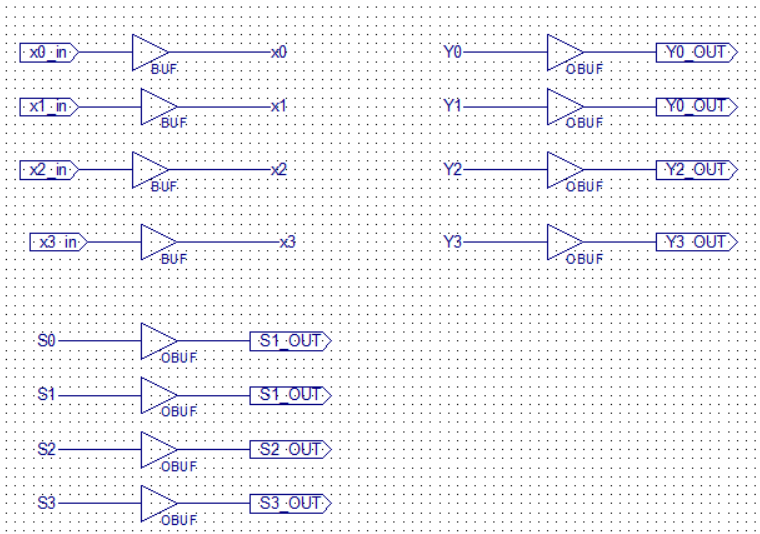 x0_in BUF x0 Y0 OBUF Y0_OUT
x1_in BUF x1 Y1 OBUF Y0_OUT
x2_in BUF x2 Y2 OBUF Y2_OUT
x3_in BUF x3 Y3 OBUF Y3_OUT
S0 OBUF S1_OUT
S1 OBUF S1_OUT
S2 OBUF S2_OUT
S3 OBUF S3_OUT